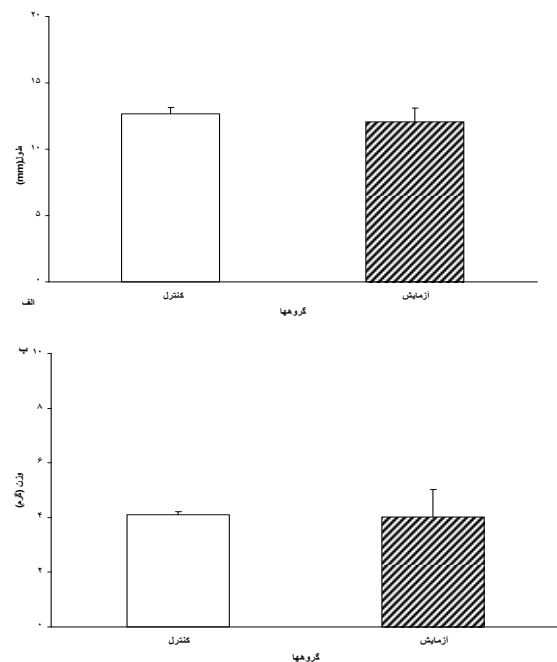 ۲۰
۱۵
۱۰
۵
۰
طول(mm)
کنترل
آزمایش
گروهها
الف
ب
۱۰
۸
۶
۴
۲
۰
وزن (گرم)
کنترل
آزمایش
گروهها